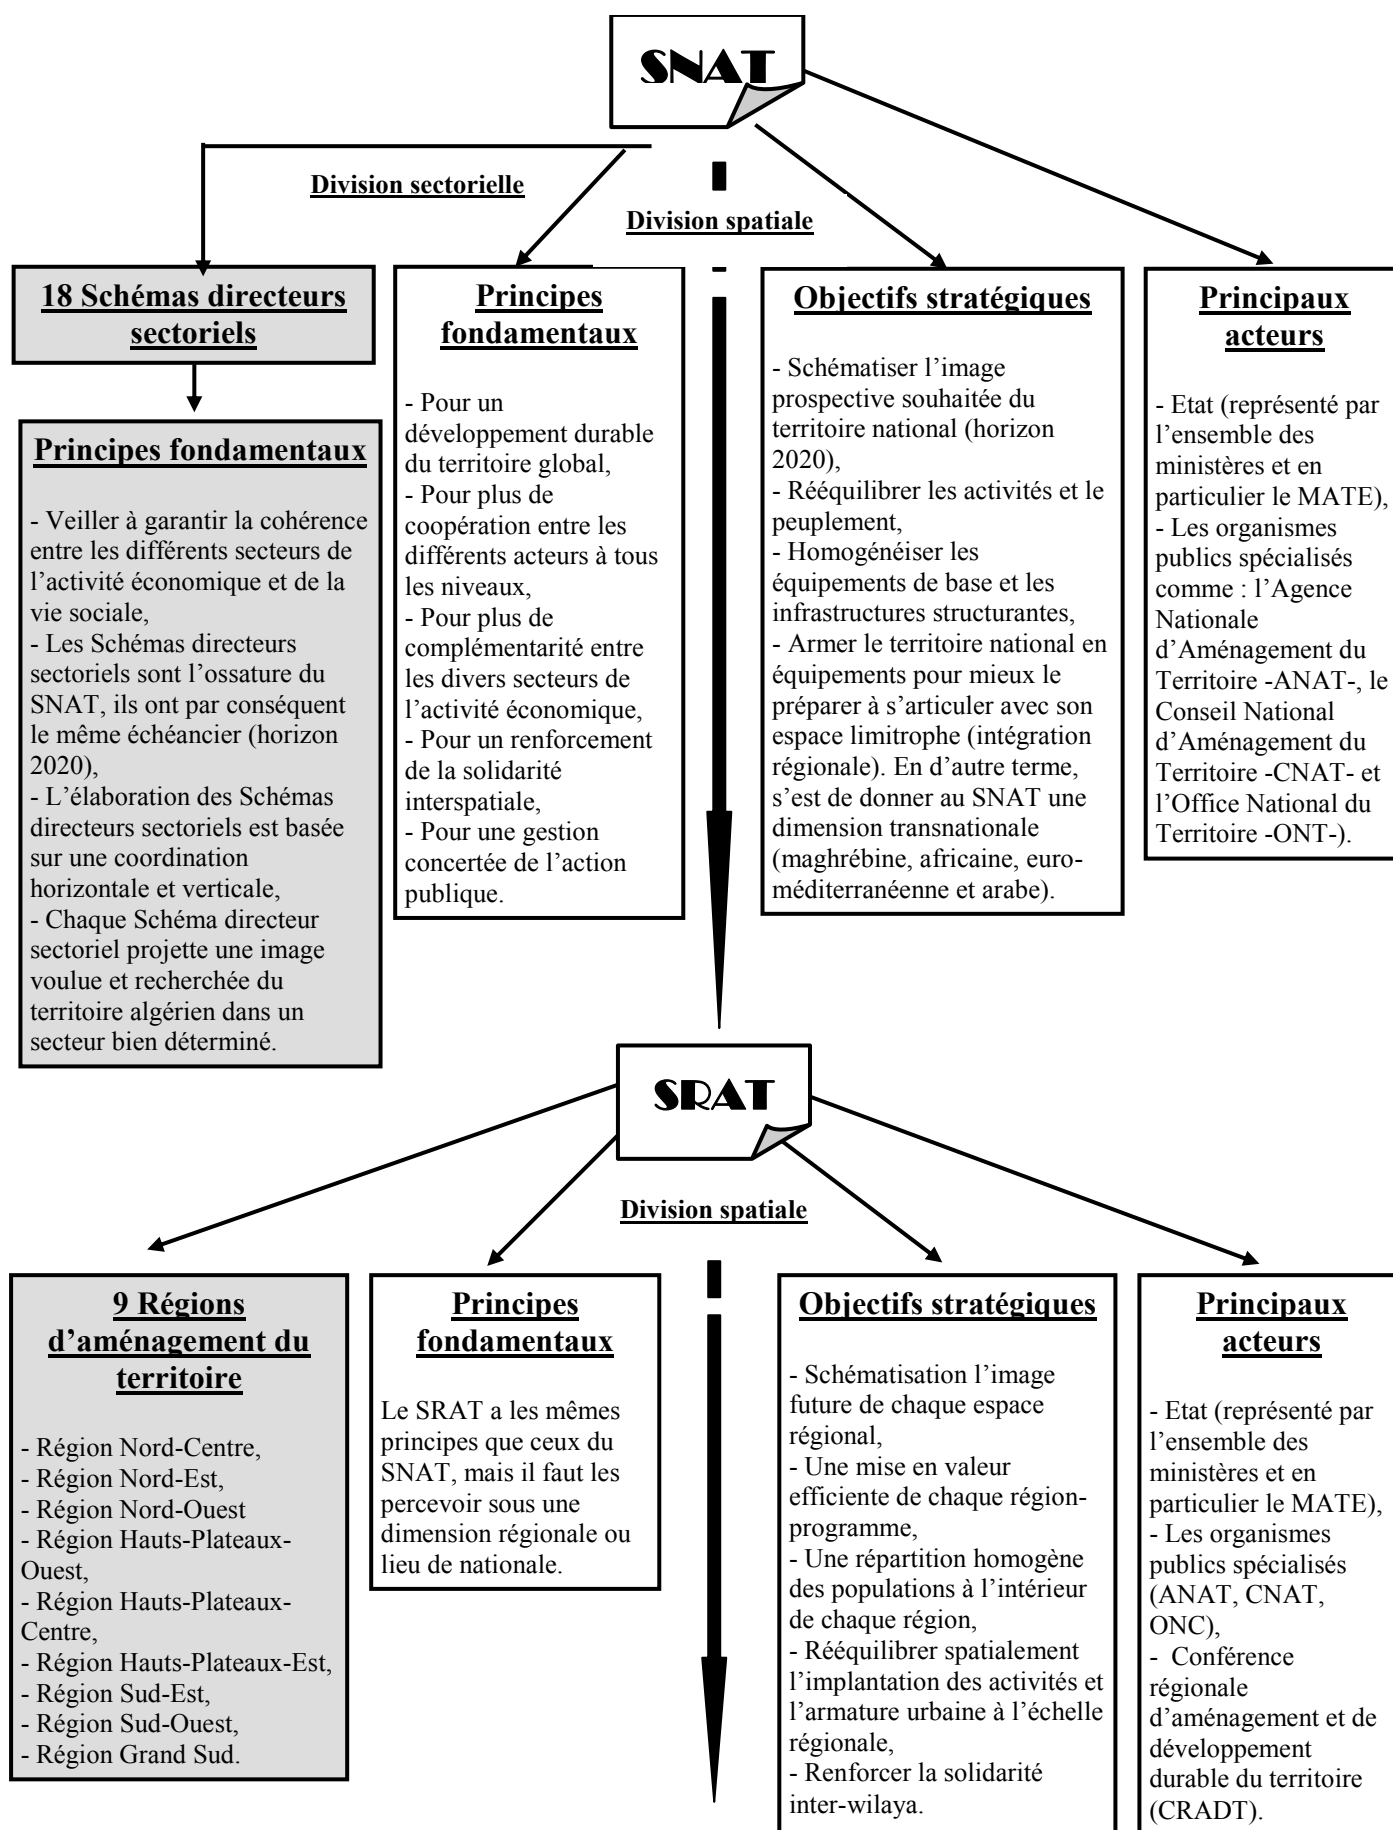 SNAT
Division sectorielle
Division spatiale
18 Schémas directeurs
sectoriels
Principes fondamentaux
- Veiller à garantir la cohérence
entre les différents secteurs de
l’activité économique et de la
vie sociale,
- Les Schémas directeurs
sectoriels sont l’ossature du
SNAT, ils ont par conséquent
le même échéancier (horizon
2020),
- L’élaboration des Schémas
directeurs sectoriels est basée
sur une coordination
horizontale et verticale,
- Chaque Schéma directeur
sectoriel projette une image
voulue et recherchée du
territoire algérien dans un
secteur bien déterminé.
Principes
fondamentaux
- Pour un
développement durable
du territoire global,
- Pour plus de
coopération entre les
différents acteurs à tous
les niveaux,
- Pour plus de
complémentarité entre
les divers secteurs de
l’activité économique,
- Pour un renforcement
de la solidarité
interspatiale,
- Pour une gestion
concertée de l’action
publique.
Objectifs stratégiques
- Schématiser l’image
prospective souhaitée du
territoire national (horizon
2020),
- Rééquilibrer les activités et le
peuplement,
- Homogénéiser les
équipements de base et les
infrastructures structurantes,
- Armer le territoire national en
équipements pour mieux le
préparer à s’articuler avec son
espace limitrophe (intégration
régionale). En d’autre terme,
s’est de donner au SNAT une
dimension transnationale
(maghrébine, africaine, euro-
méditerranéenne et arabe).
Principaux
acteurs
- Etat (représenté par
l’ensemble des
ministères et en
particulier le MATE),
- Les organismes
publics spécialisés
comme : l’Agence
Nationale
d’Aménagement du
Territoire -ANAT-, le
Conseil National
d’Aménagement du
Territoire -CNAT- et
l’Office National du
Territoire -ONT-).
SRAT
Division spatiale
9 Régions
d’aménagement du
territoire
- Région Nord-Centre,
- Région Nord-Est,
- Région Nord-Ouest
- Région Hauts-Plateaux-
Ouest,
- Région Hauts-Plateaux-
Centre,
- Région Hauts-Plateaux-Est,
- Région Sud-Est,
- Région Sud-Ouest,
- Région Grand Sud.
Principes
fondamentaux
Le SRAT a les mêmes
principes que ceux du
SNAT, mais il faut les
percevoir sous une
dimension régionale ou
lieu de nationale.
Objectifs stratégiques
- Schématisation l’image
future de chaque espace
régional,
- Une mise en valeur
efficiente de chaque région-
programme,
- Une répartition homogène
des populations à l’intérieur
de chaque région,
- Rééquilibrer spatialement
l’implantation des activités et
l’armature urbaine à l’échelle
régionale,
- Renforcer la solidarité
inter-wilaya.
Principaux
acteurs
- Etat (représenté par
l’ensemble des
ministères et en
particulier le MATE),
- Les organismes
publics spécialisés
(ANAT, CNAT,
ONC),
- Conférence
régionale
d’aménagement et de
développement
durable du territoire
(CRADT).